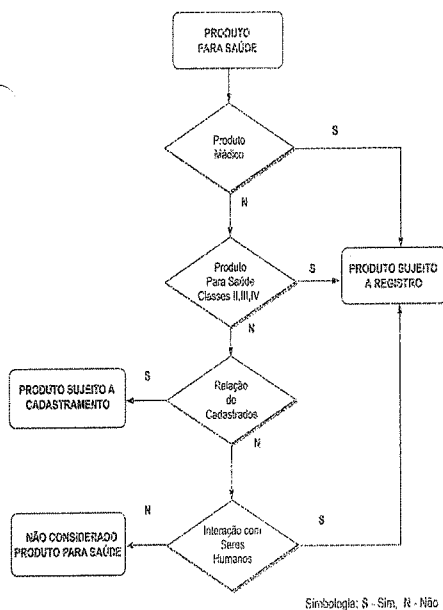 PRODUTO
PARA SAÚDE
Produto
Médico
S
N
Produto
Para Saúde
Classes II,III,IV
S
PRODUTO SUJEITO
A REGISTRO
N
PRODUTO SUJEITO A
CADASTRAMENTO
S
Relação
de
Cadastrados
N
NÃO CONSIDERADO
PRODUTO PARA SAÚDE
N
Interação com
Seres
Humanos
S
Simbologia: S - Sim, N - Não